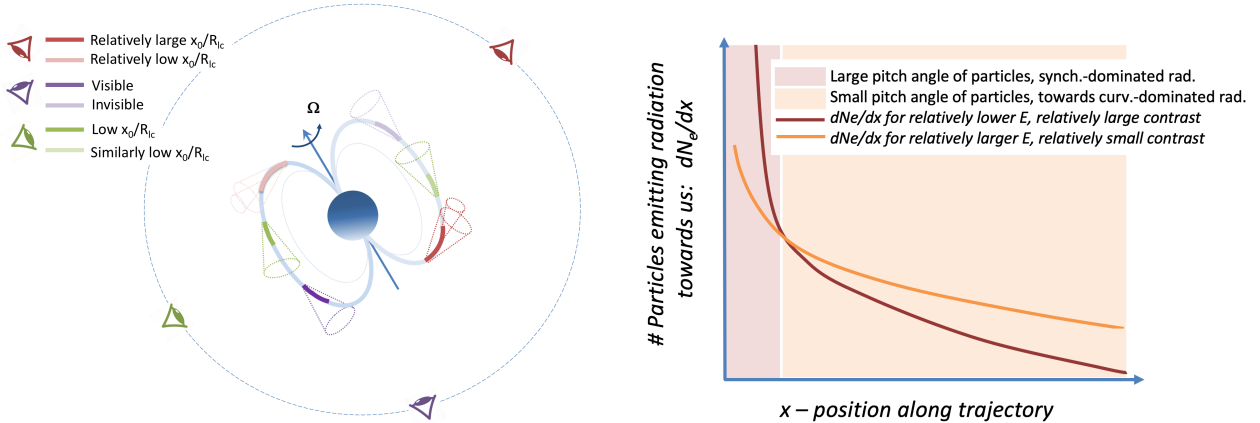 Relatively large x₀/Rlc
Relatively low x₀/Rlc
Visible
Invisible
Low x₀/Rlc
Similarly low x₀/Rlc
Ω
# Particles emitting radiation
towards us: dNe/dx
Large pitch angle of particles, synch.-dominated rad.
Small pitch angle of particles, towards curv.-dominated rad.
dNe/dx for relatively lower E, relatively large contrast
dNe/dx for relatively larger E, relatively small contrast
x – position along trajectory